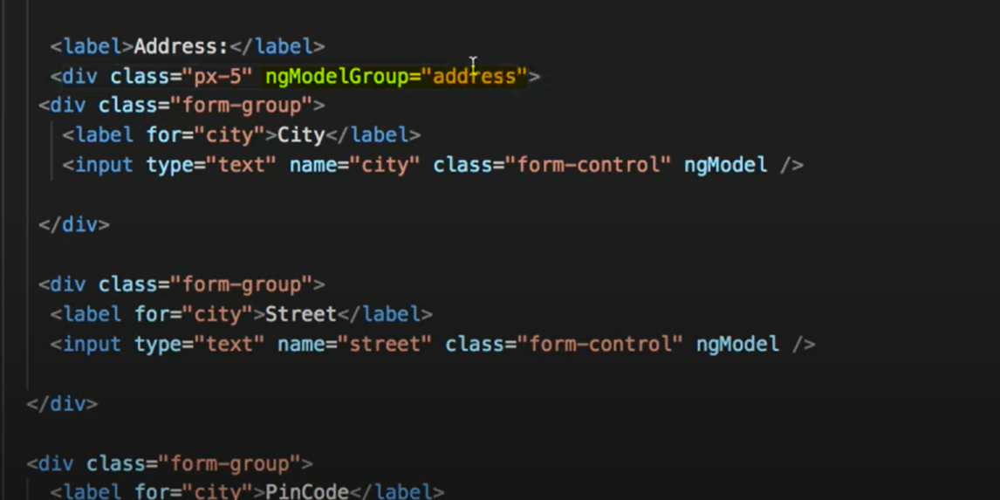 <label>Address:</label>
<div class="px-5" ngModelGroup="address">
<div class="form-group">
<label for="city">City</label>
<input type="text" name="city" class="form-control" ngModel />
</div>
<div class="form-group">
<label for="city">Street</label>
<input type="text" name="street" class="form-control" ngModel />
</div>
<div class="form-group">
<label for="city">PinCode</label>